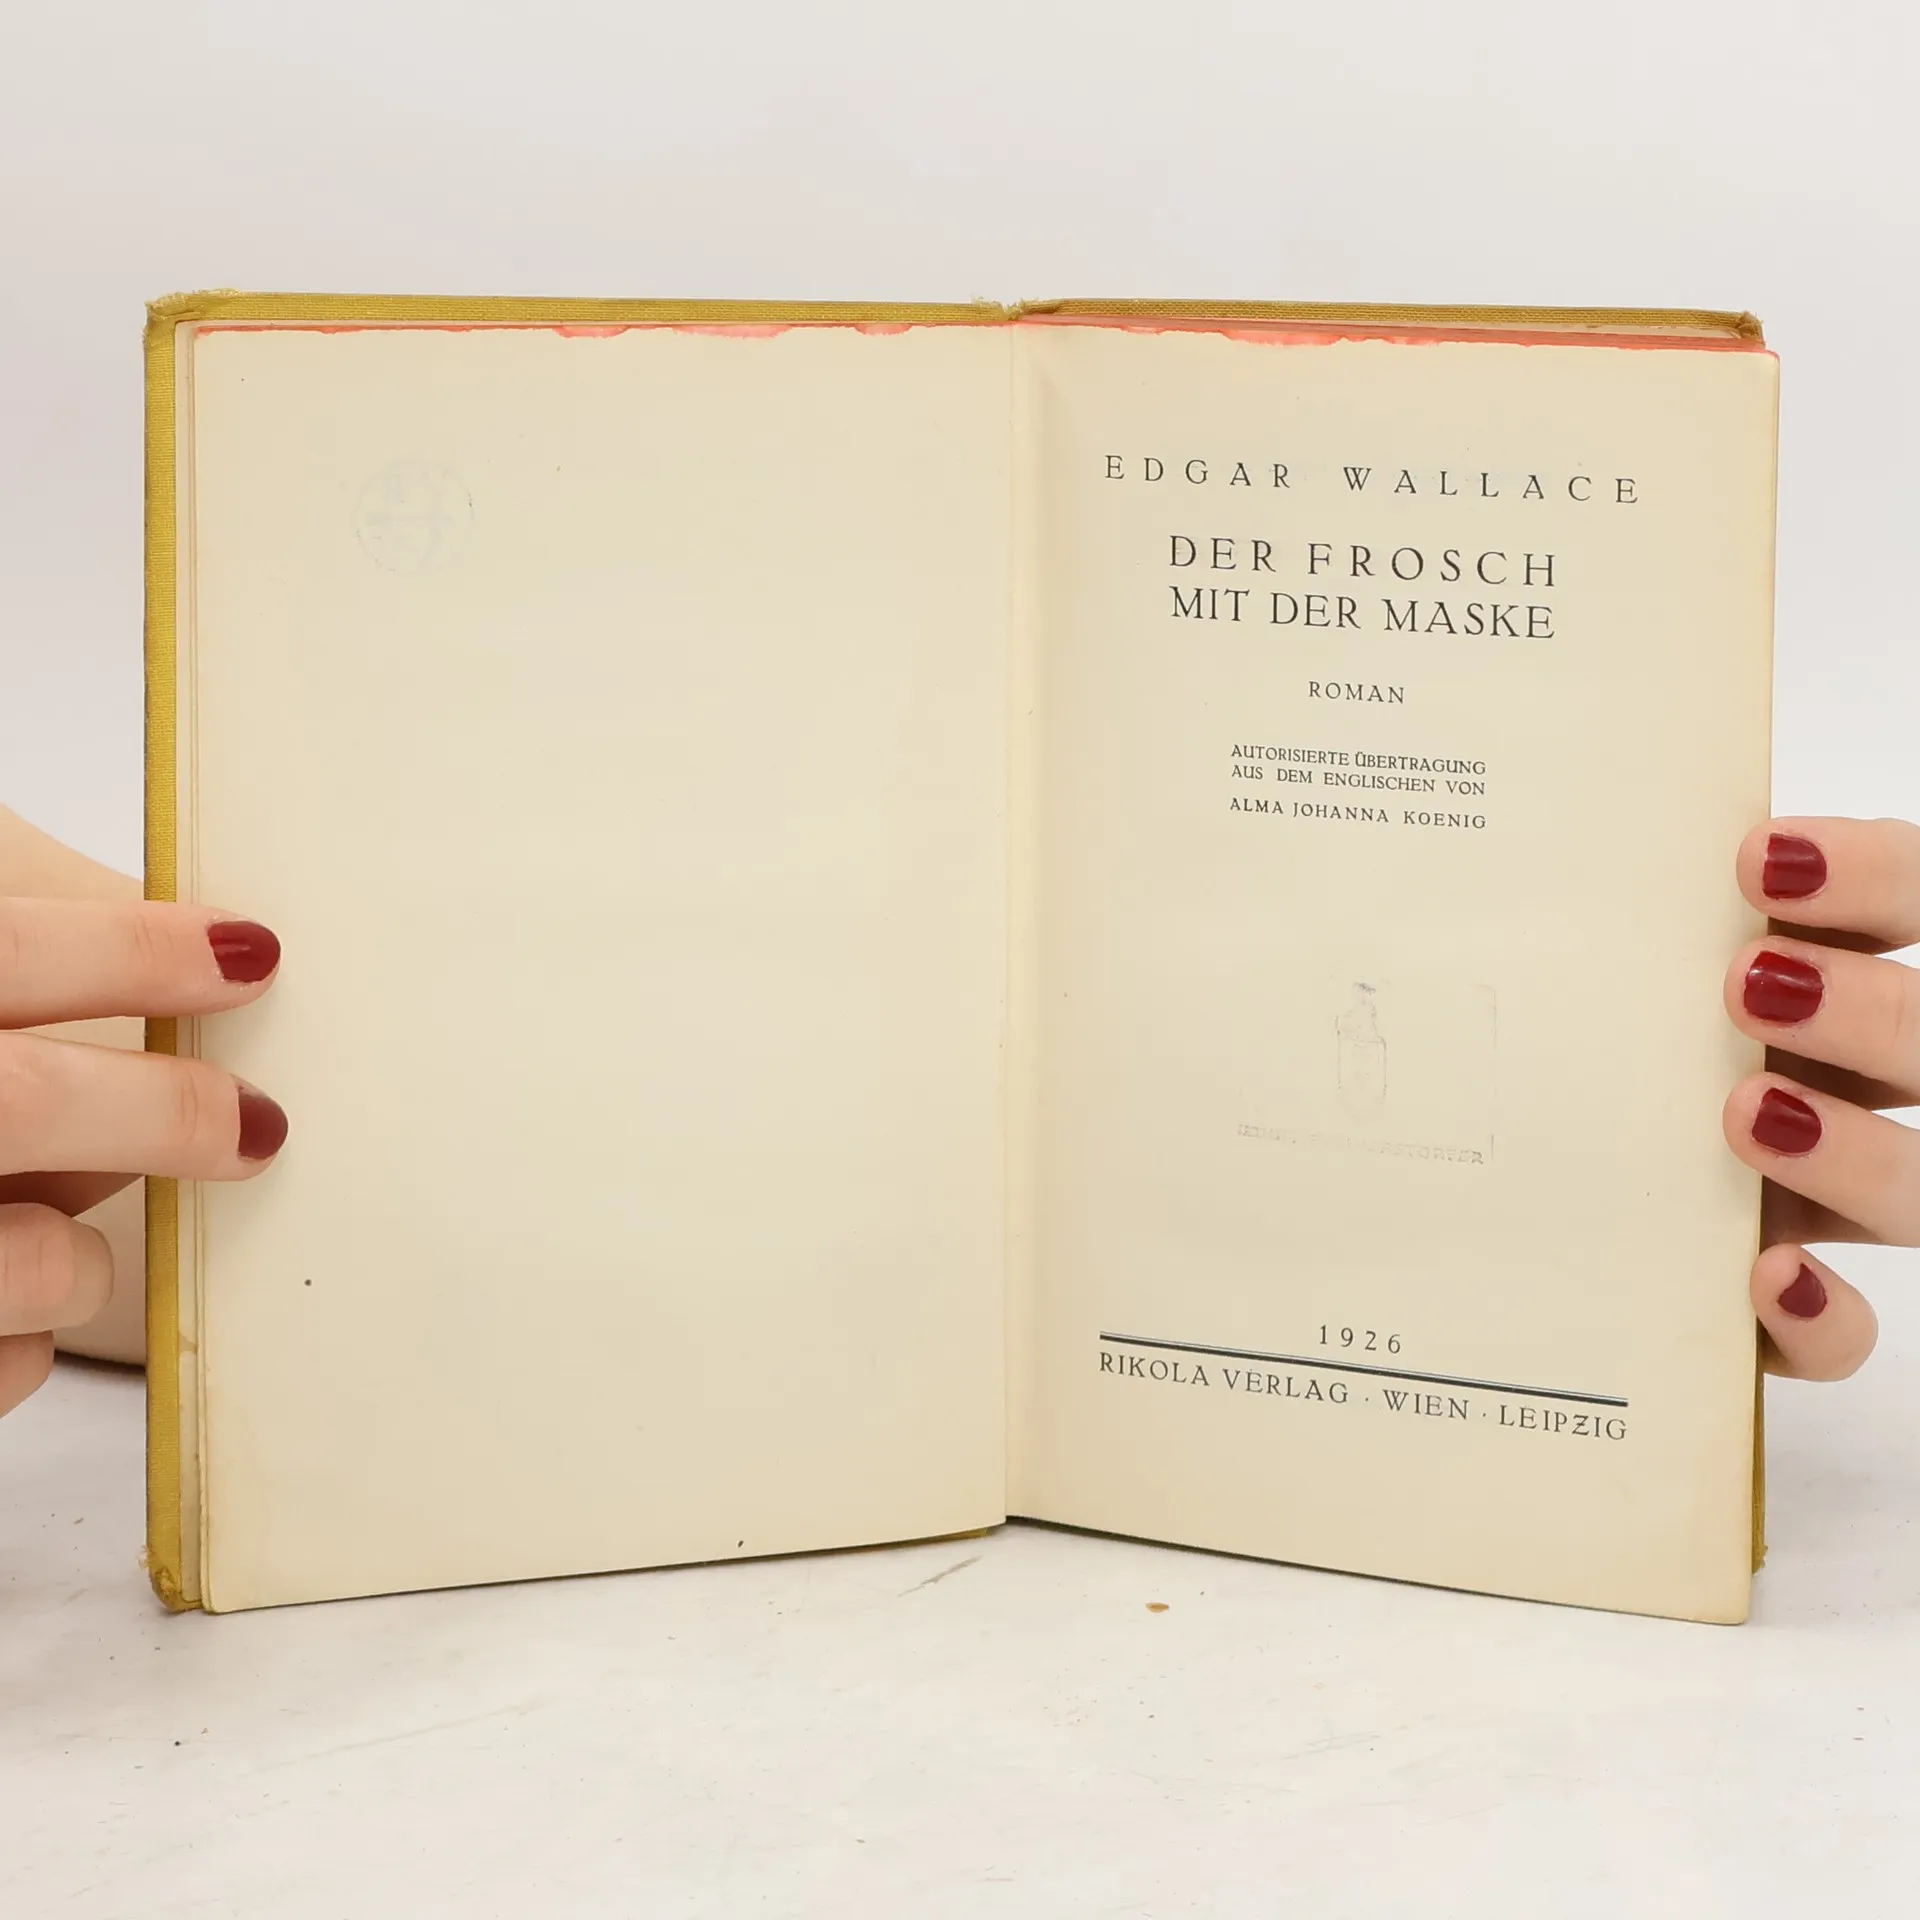 EDGAR WALLACE
DER FROSCH
MIT DER MASKE
ROMAN
AUTORISIERTE ÜBERTRAGUNG
AUS DEM ENGLISCHEN VON
ALMA JOHANNA KOENIG
1926
RIKOLA VERLAG · WIEN · LEIPZIG